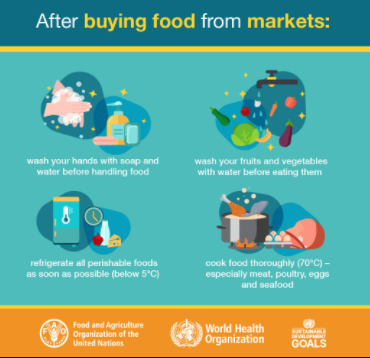 After buying food from markets:
wash your hands with soap and
water before handling food
wash your fruits and vegetables
with water before eating them
refrigerate all perishable foods
as soon as possible (below 5°C)
cook food thoroughly (70°C) –
especially meat, poultry, eggs
and seafood
Food and Agriculture
Organization of the
United Nations
World Health
Organization
SUSTAINABLE
DEVELOPMENT
GOALS